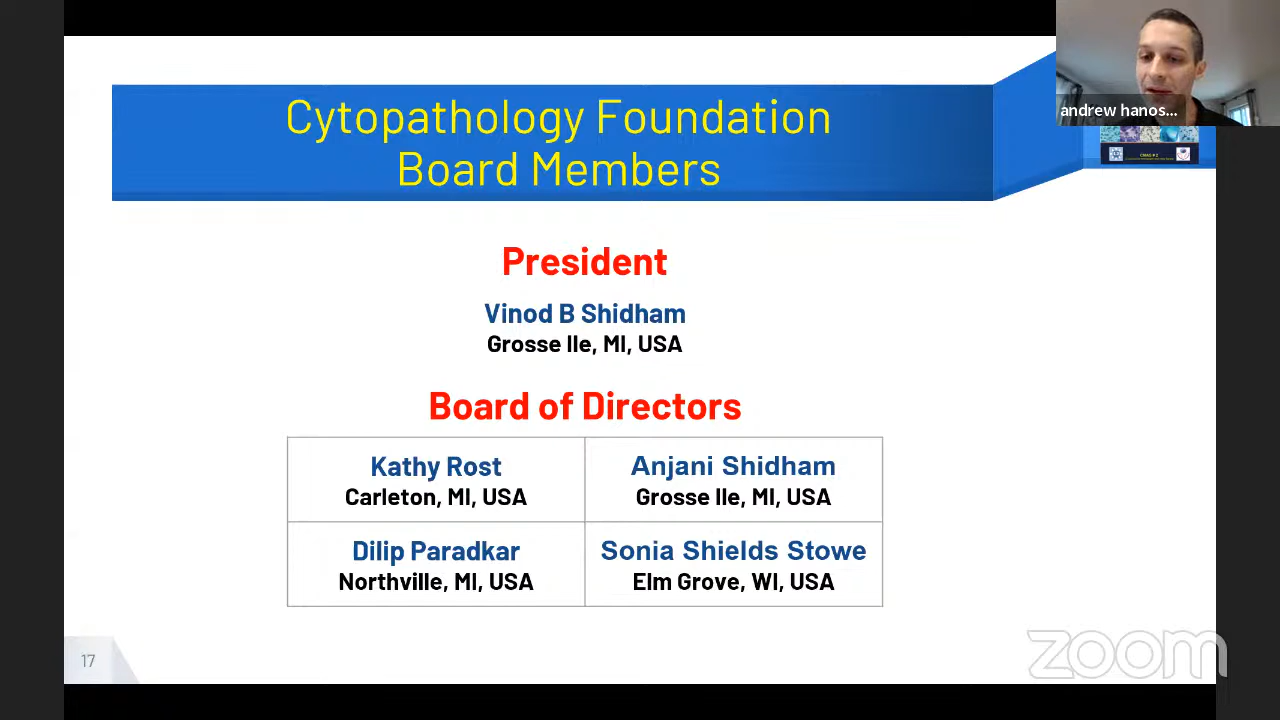 Cytopathology Foundation
Board Members
andrew hanos...
President
Vinod B Shidham
Grosse Ile, MI, USA
Board of Directors
Kathy Rost
Carleton, MI, USA
Anjani Shidham
Grosse Ile, MI, USA
Dilip Paradkar
Northville, MI, USA
Sonia Shields Stowe
Elm Grove, WI, USA
17
zoom